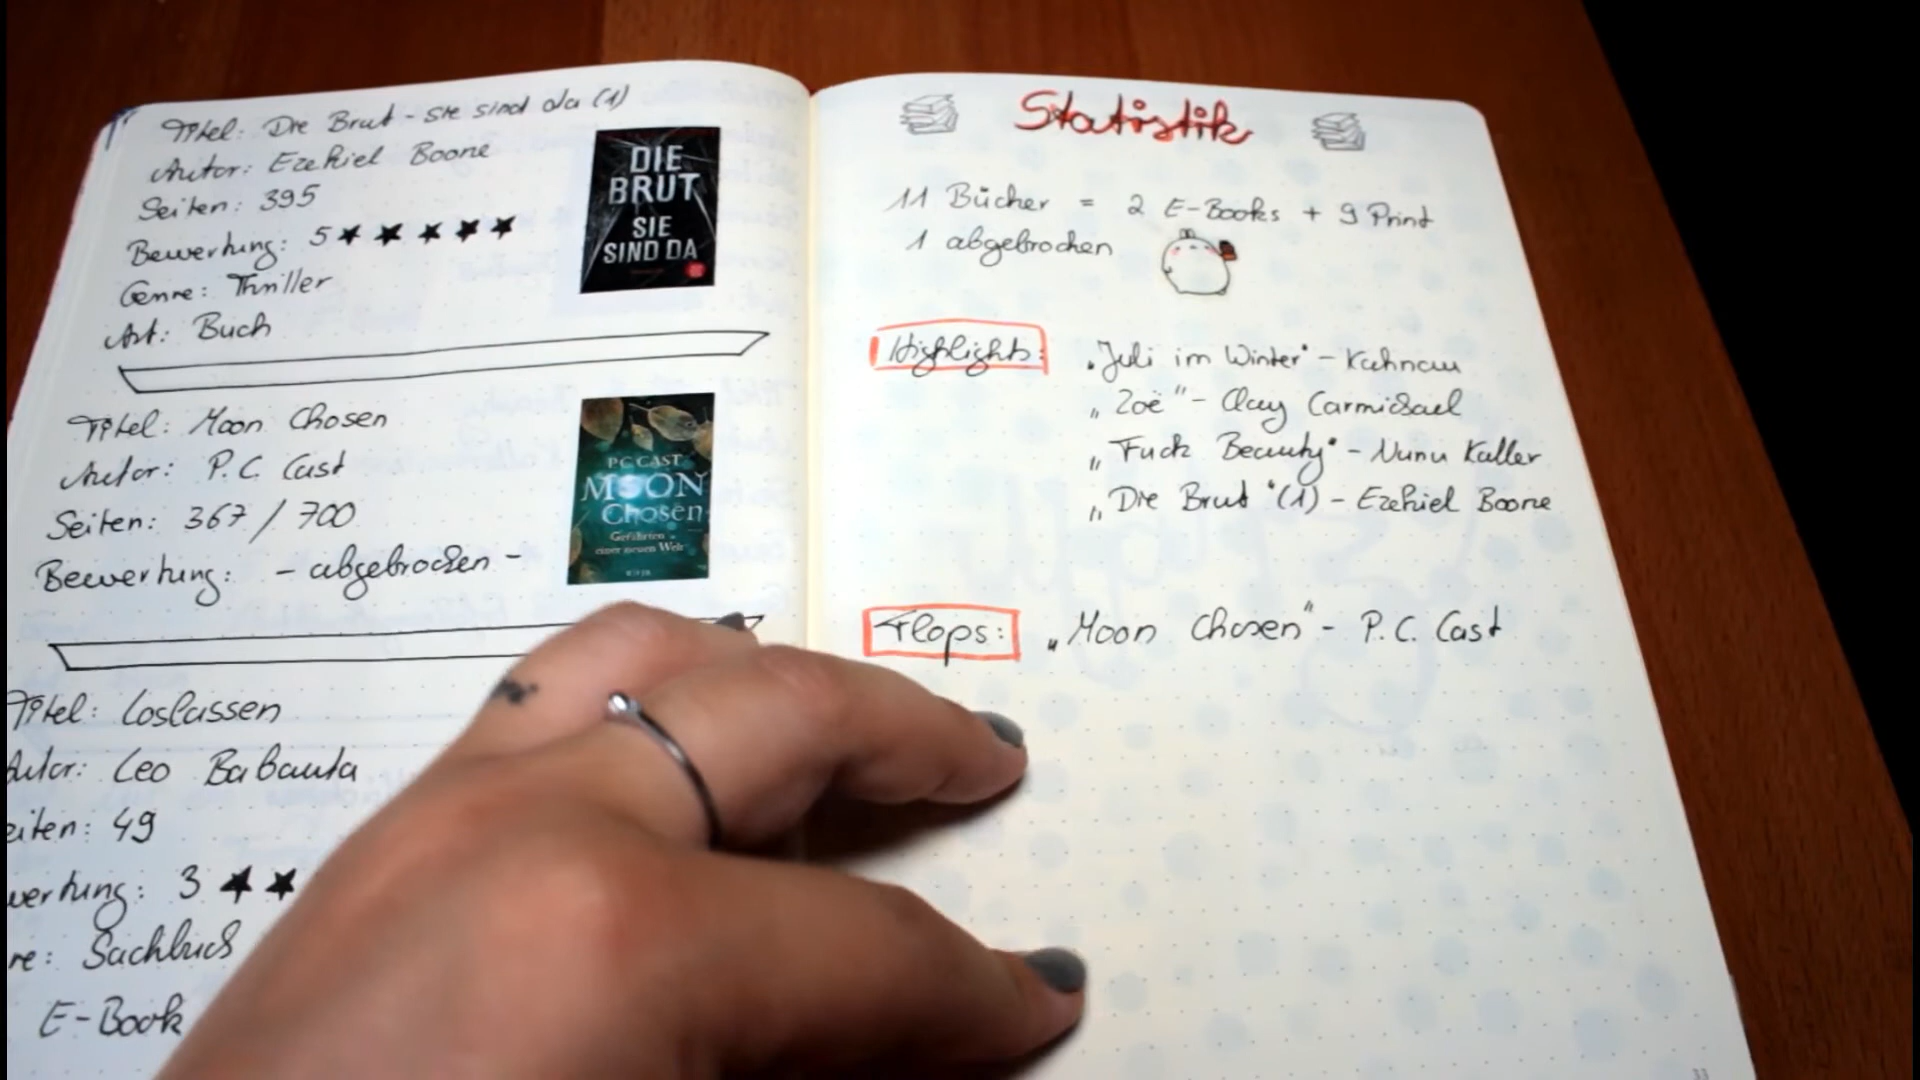 Titel: Die Brut - sie sind da (1)
Autor: Ezekiel Boone
Seiten: 395
Bewertung: 5 ★ ★ ★ ★ ★
Genre: Thriller
Art: Buch
DIE
BRUT
SIE
SIND DA
Titel: Moon Chosen
Autor: P.C. Cast
Seiten: 367 / 700
Bewertung: - abgebrochen -
P.C. CAST
MOON
Chosen
Gefährten
einer neuen Welt
Titel: Loslassen
Autor: Leo Babauta
eiten: 49
wertung: 3 ★ ★
re: Sachbuch
E-Book
Statistik
11 Bücher = 2 E-Books + 9 Print
1 abgebrochen
Highlights:
„Juli im Winter" - Kuhnau
„Zoë" - Clay Carmichael
„Fuck Beauty" - Nunu Kaller
„Die Brut" (1) - Ezekiel Boone
Flops: „Moon Chosen" - P.C. Cast
33